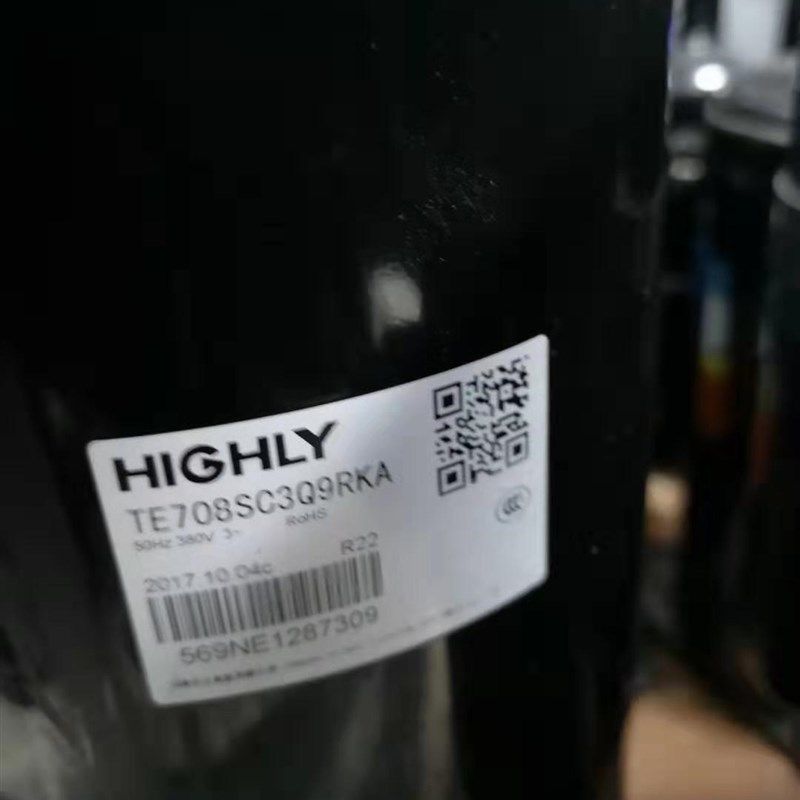 HIGHLY
TE708SC3Q9RKA
50Hz 380V 3~ RoHS
R22
2017 10 04c
569NE1287309